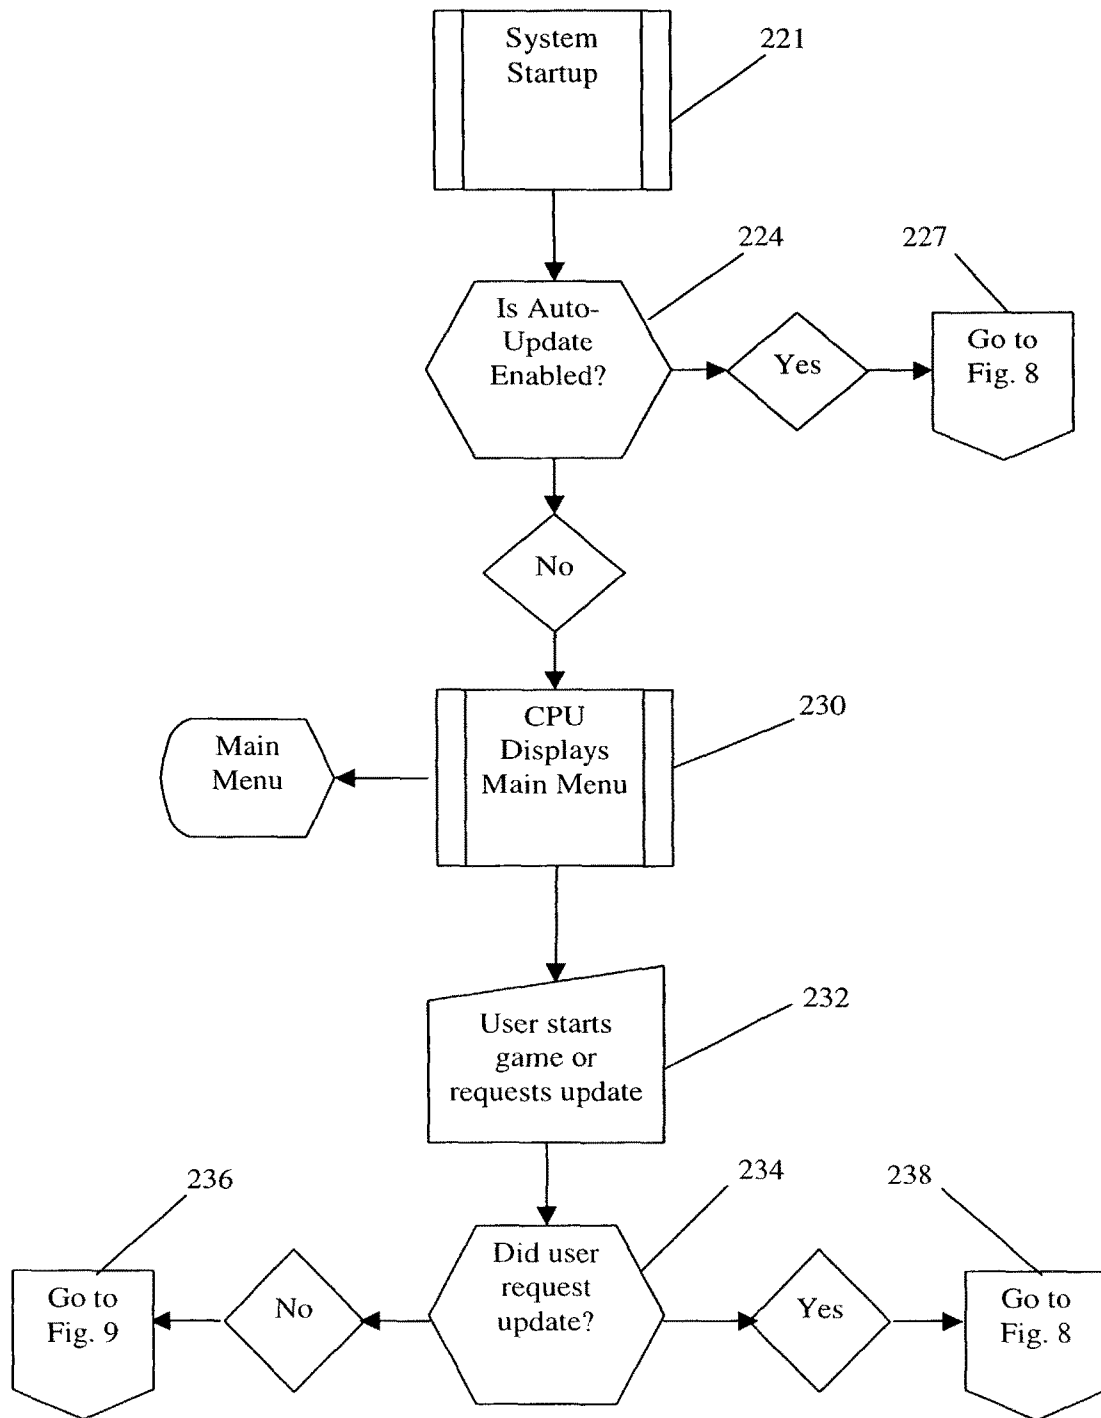 System
Startup
221
Is Auto-
Update
Enabled?
224
Yes
227
Go to
Fig. 8
No
CPU
Displays
Main Menu
230
Main
Menu
User starts
game or
requests update
232
236
234
238
Go to
Fig. 9
No
Did user
request
update?
Yes
Go to
Fig. 8